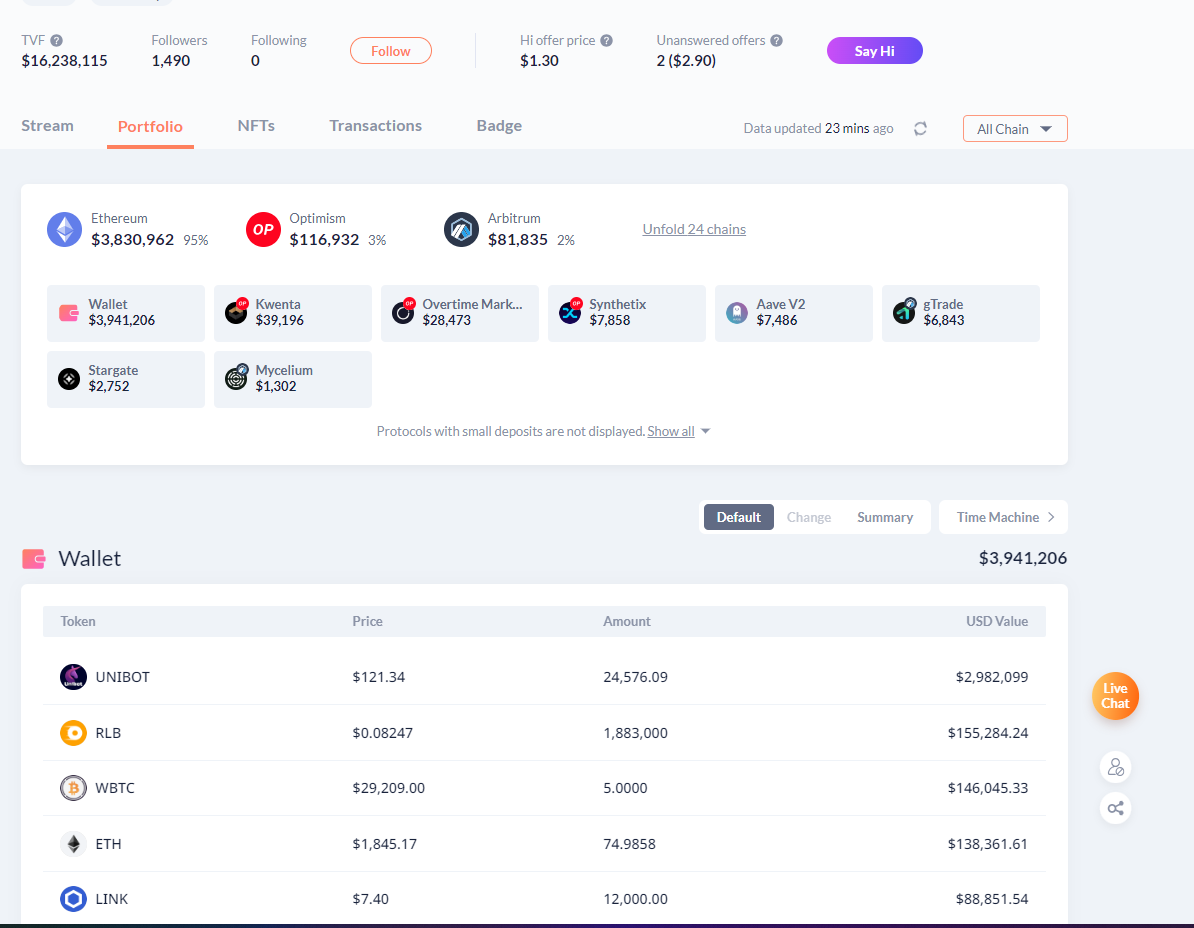 TVF ?
$16,238,115
Followers
1,490
Following
0
Follow
Hi offer price ?
$1.30
Unanswered offers ?
2 ($2.90)
Say Hi
Stream
Portfolio
NFTs
Transactions
Badge
Data updated 23 mins ago
All Chain
Ethereum
$3,830,962 95%
OP
Optimism
$116,932 3%
Arbitrum
$81,835 2%
Unfold 24 chains
Wallet
$3,941,206
Kwenta
$39,196
Overtime Mark...
$28,473
Synthetix
$7,858
Aave V2
$7,486
gTrade
$6,843
Stargate
$2,752
Mycelium
$1,302
Protocols with small deposits are not displayed. Show all
Default
Change
Summary
Time Machine
Wallet
$3,941,206
Token Price Amount USD Value
UNIBOT $121.34 24,576.09 $2,982,099
RLB $0.08247 1,883,000 $155,284.24
WBTC $29,209.00 5.0000 $146,045.33
ETH $1,845.17 74.9858 $138,361.61
LINK $7.40 12,000.00 $88,851.54
Live
Chat